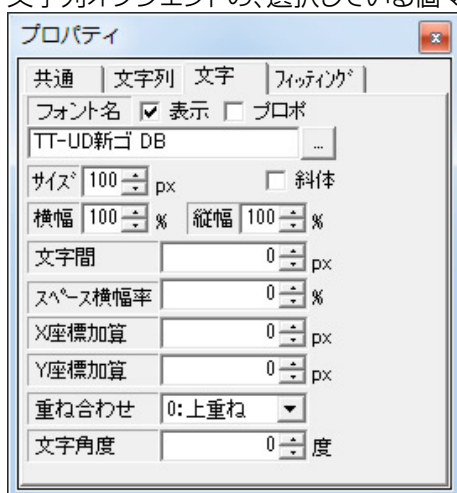 文字列オブジェクトの、選択している個々
プロパティ
共通 文字列 文字 フィッティング
フォント名 表示 プロポ
TT-UD新ゴ DB ...
サイズ 100 px 斜体
横幅 100 % 縦幅 100 %
文字間 0 px
スペース横幅率 0 %
X座標加算 0 px
Y座標加算 0 px
重ね合わせ 0:上重ね
文字角度 0 度